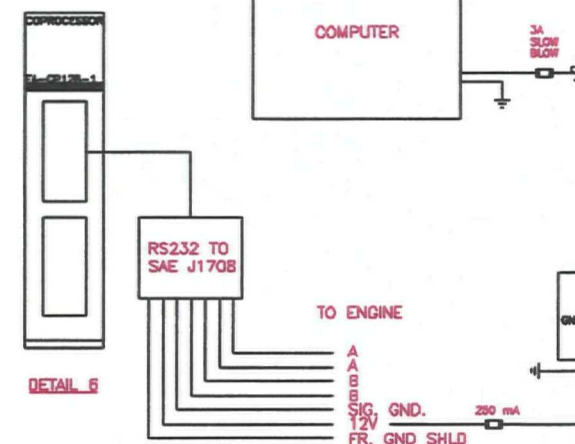 COPROCESSOR
COMPUTER
3A
SLOW
BLOW
RS232 TO
SAE J1708
TO ENGINE
A
A
B
B
SIG. GND.
12V
250 mA
FR. GND SHLD
DETAIL 6